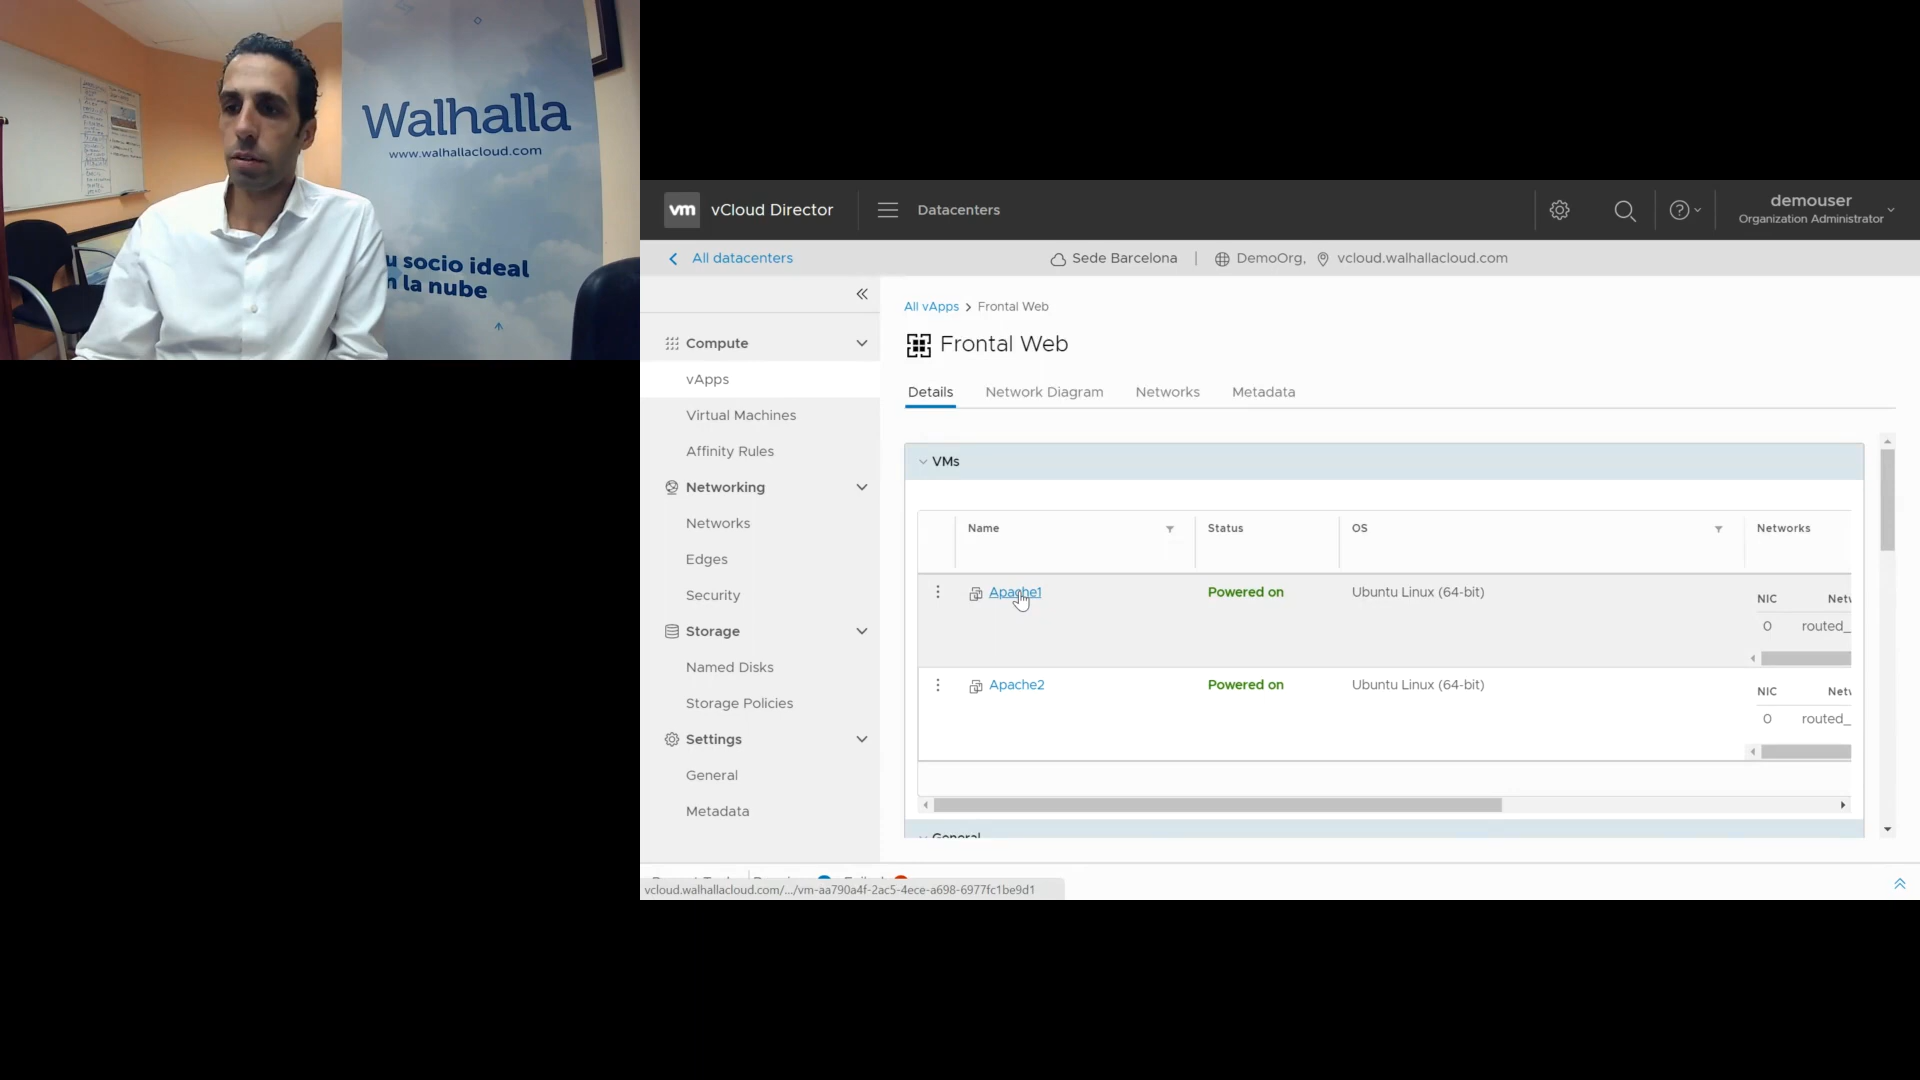 Walhalla
www.walhallacloud.com
u socio ideal
n la nube
vm vCloud Director Datacenters
demouser
Organization Administrator
All datacenters
Sede Barcelona | DemoOrg, vcloud.walhallacloud.com
All vApps > Frontal Web
Frontal Web
Details Network Diagram Networks Metadata
Compute
vApps
Virtual Machines
Affinity Rules
Networking
Networks
Edges
Security
Storage
Named Disks
Storage Policies
Settings
General
Metadata
VMs
Name Status OS Networks
Apache1 Powered on Ubuntu Linux (64-bit)
NIC Netw
0 routed_
Apache2 Powered on Ubuntu Linux (64-bit)
NIC Netw
0 routed_
General
vcloud.walhallacloud.com/.../vm-aa790a4f-2ac5-4ece-a698-6977fc1be9d1